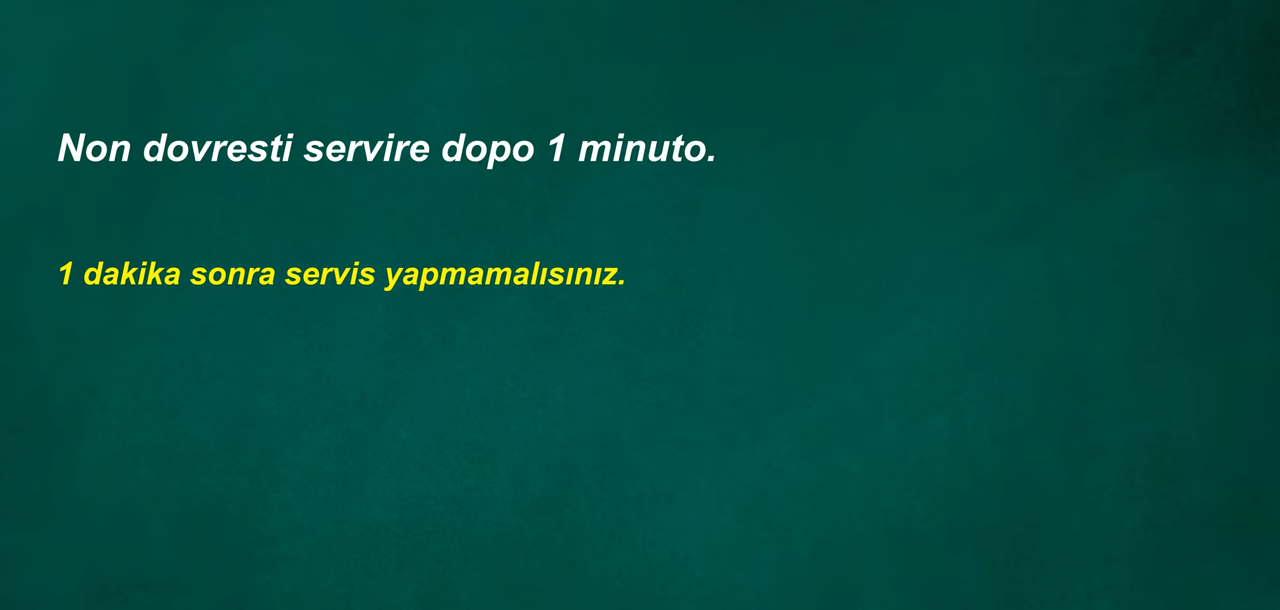 Non dovresti servire dopo 1 minuto.
1 dakika sonra servis yapmamalısınız.